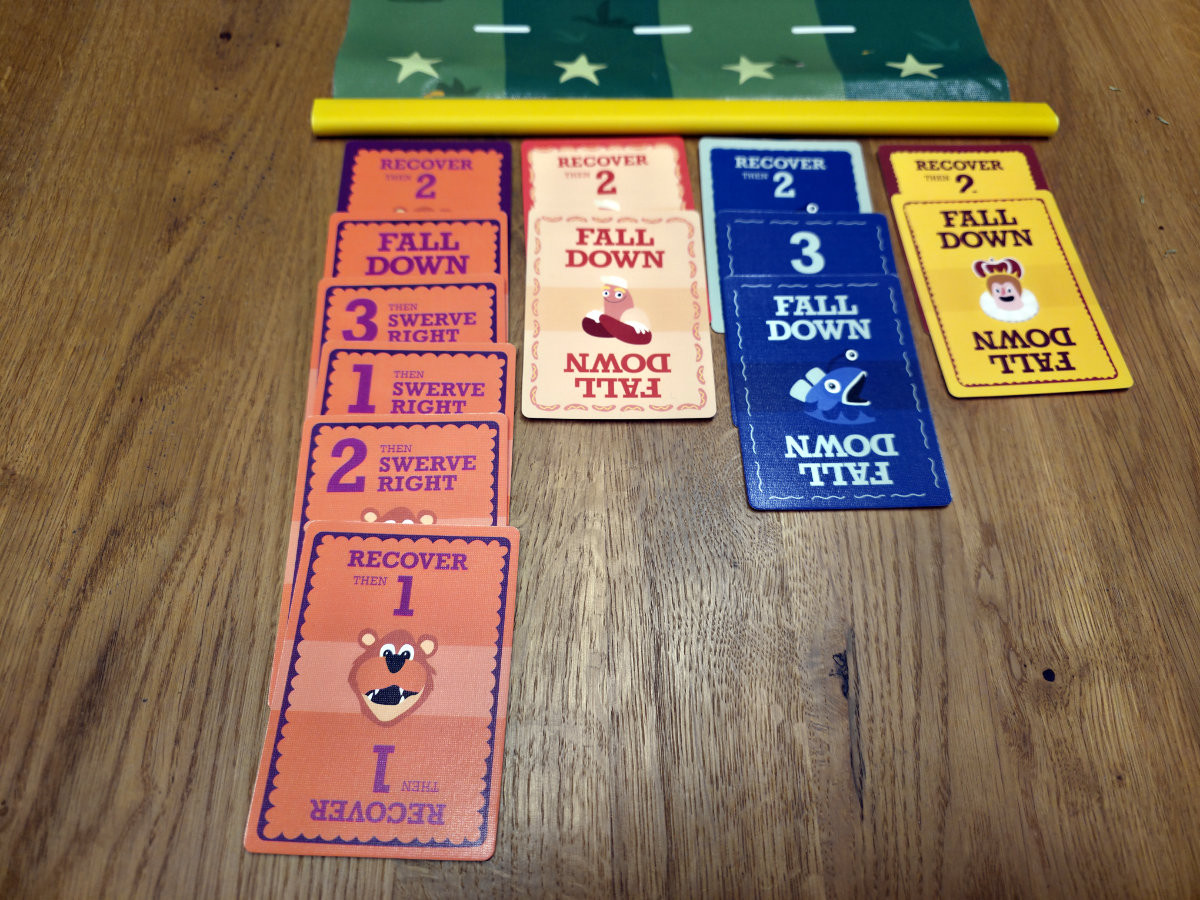 RECOVER
THEN 2
FALL
DOWN
3 THEN
SWERVE
RIGHT
1 THEN
SWERVE
RIGHT
2 THEN
SWERVE
RIGHT
RECOVER
THEN 1
THEN 1
RECOVER
RECOVER
THEN 2
FALL
DOWN
FALL
DOWN
RECOVER
THEN 2
3
FALL
DOWN
FALL
DOWN
RECOVER
THEN 2
FALL
DOWN
FALL
DOWN